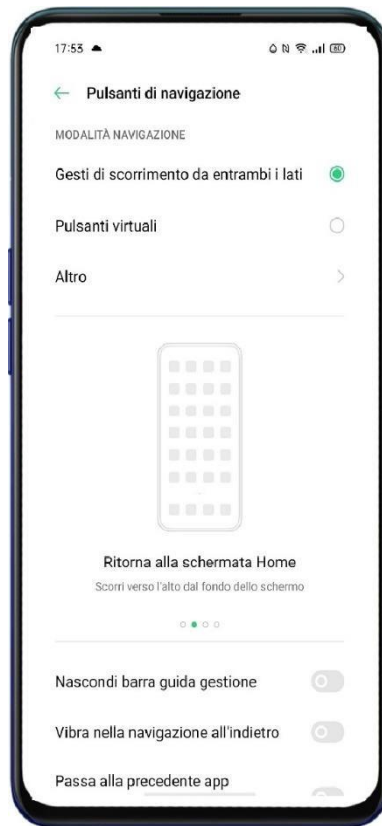 17:53
60
Pulsanti di navigazione
MODALITÀ NAVIGAZIONE
Gesti di scorrimento da entrambi i lati
Pulsanti virtuali
Altro
Ritorna alla schermata Home
Scorri verso l'alto dal fondo dello schermo
Nascondi barra guida gestione
Vibra nella navigazione all'indietro
Passa alla precedente app